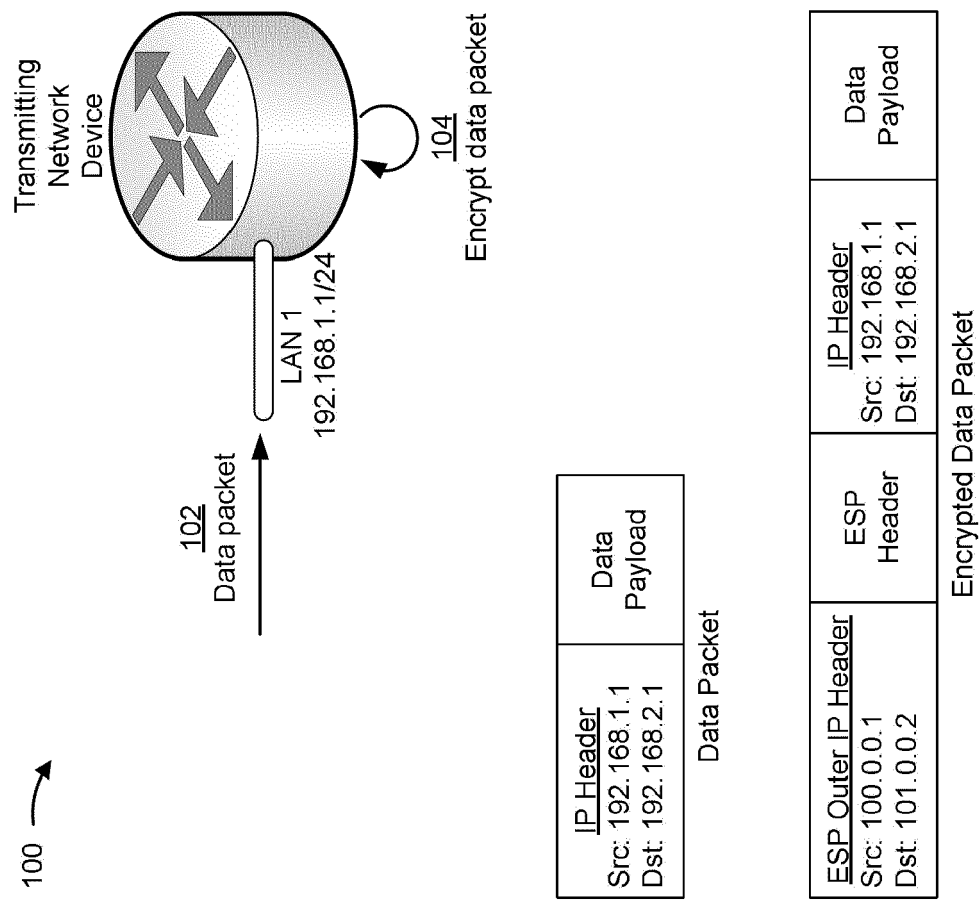 100
102
Data packet
Transmitting
Network
Device
LAN 1
192.168.1.1/24
104
Encrypt data packet
IP Header
Src: 192.168.1.1
Dst: 192.168.2.1
Data
Payload
Data Packet
ESP Outer IP Header
Src: 100.0.0.1
Dst: 101.0.0.2
ESP
Header
IP Header
Src: 192.168.1.1
Dst: 192.168.2.1
Data
Payload
Encrypted Data Packet